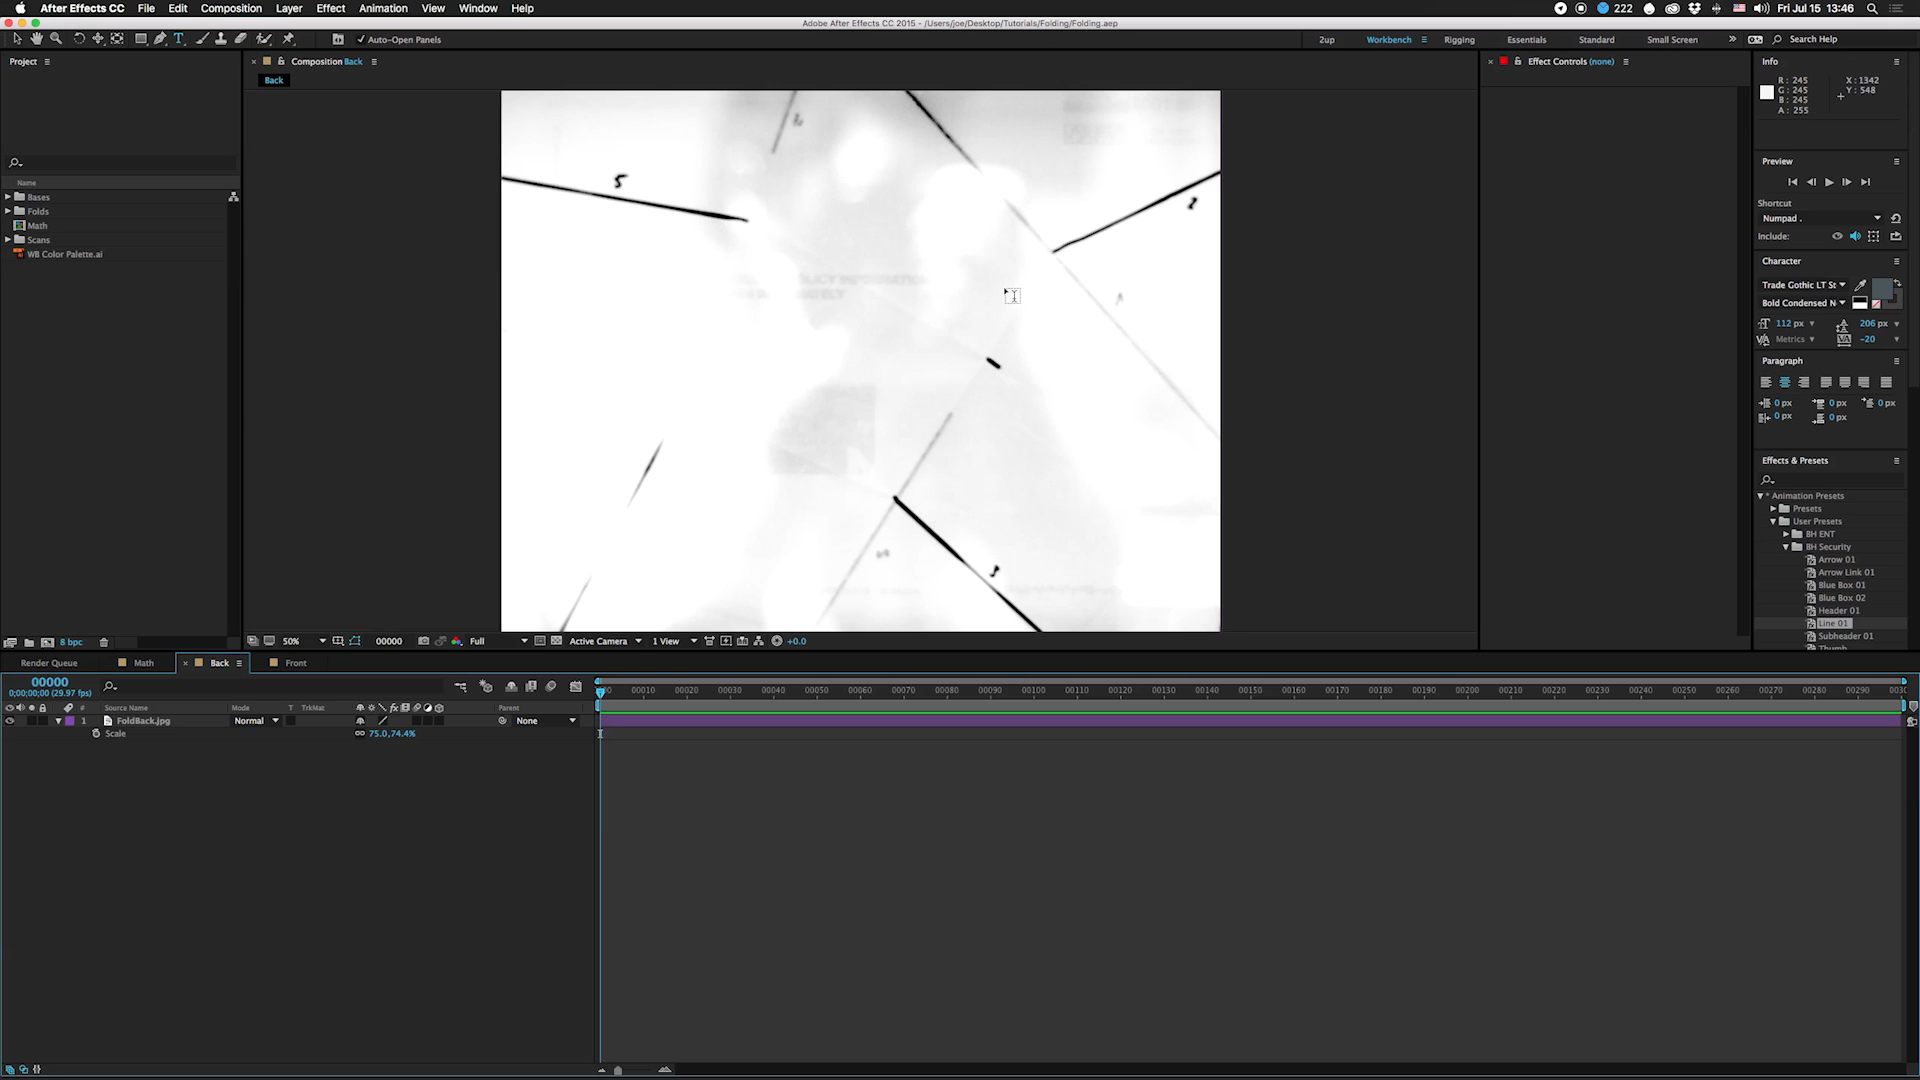 After Effects CC File Edit Composition Layer Effect Animation View Window Help 222 Fri Jul 15 13:46
Adobe After Effects CC 2015 - /Users/joe/Desktop/Tutorials/Folding/Folding.aep
T Auto-Open Panels 2up Workbench Rigging Essentials Standard Small Screen Search Help
Project
Composition Back
Effect Controls (none)
Info
Back
R: 245
G: 245
B: 245
A: 255
X: 1342
Y: 548
Name
Bases
Folds
Math
Scans
WB Color Palette.ai
5
2
3
Preview
Shortcut
Numpad .
Include:
Character
Trade Gothic LT St
Bold Condensed N
112 px 206 px
Metrics -20
Paragraph
0 px 0 px 0 px
0 px 0 px
Effects & Presets
* Animation Presets
Presets
User Presets
BH ENT
BH Security
Arrow 01
Arrow Link 01
Blue Box 01
Blue Box 02
Header 01
Line 01
Subheader 01
Thumb
8 bpc
50% 00000 Full Active Camera 1 View +0.0
Render Queue Math Back Front
00000
0;00;00;00 (29.97 fps)
00 00010 00020 00030 00040 00050 00060 00070 00080 00090 00100 00110 00120 00130 00140 00150 00160 00170 00180 00190 00200 00210 00220 00230 00240 00250 00260 00270 00280 00290 0030
# Source Name Mode T TrkMat fx Parent
1 FoldBack.jpg Normal None
Scale 75.0,74.4%